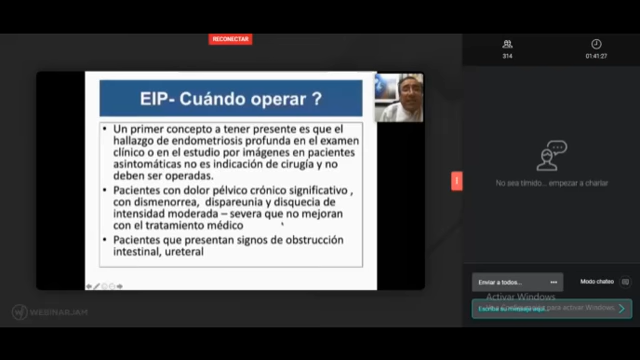 RECONECTAR
314
01:41:27
EIP- Cuándo operar ?
• Un primer concepto a tener presente es que el
hallazgo de endometriosis profunda en el examen
clínico o en el estudio por imágenes en pacientes
asintomáticas no es indicación de cirugía y no
deben ser operadas.
• Pacientes con dolor pélvico crónico significativo ,
con dismenorrea, dispareunia y disquecia de
intensidad moderada – severa que no mejoran
con el tratamiento médico
• Pacientes que presentan signos de obstrucción
intestinal, ureteral
No sea tímido... empezar a charlar
Enviar a todos...
Modo chateo
Activar Windows
para activar Windows.
Escribe su mensaje aquí...
WEBINARJAM